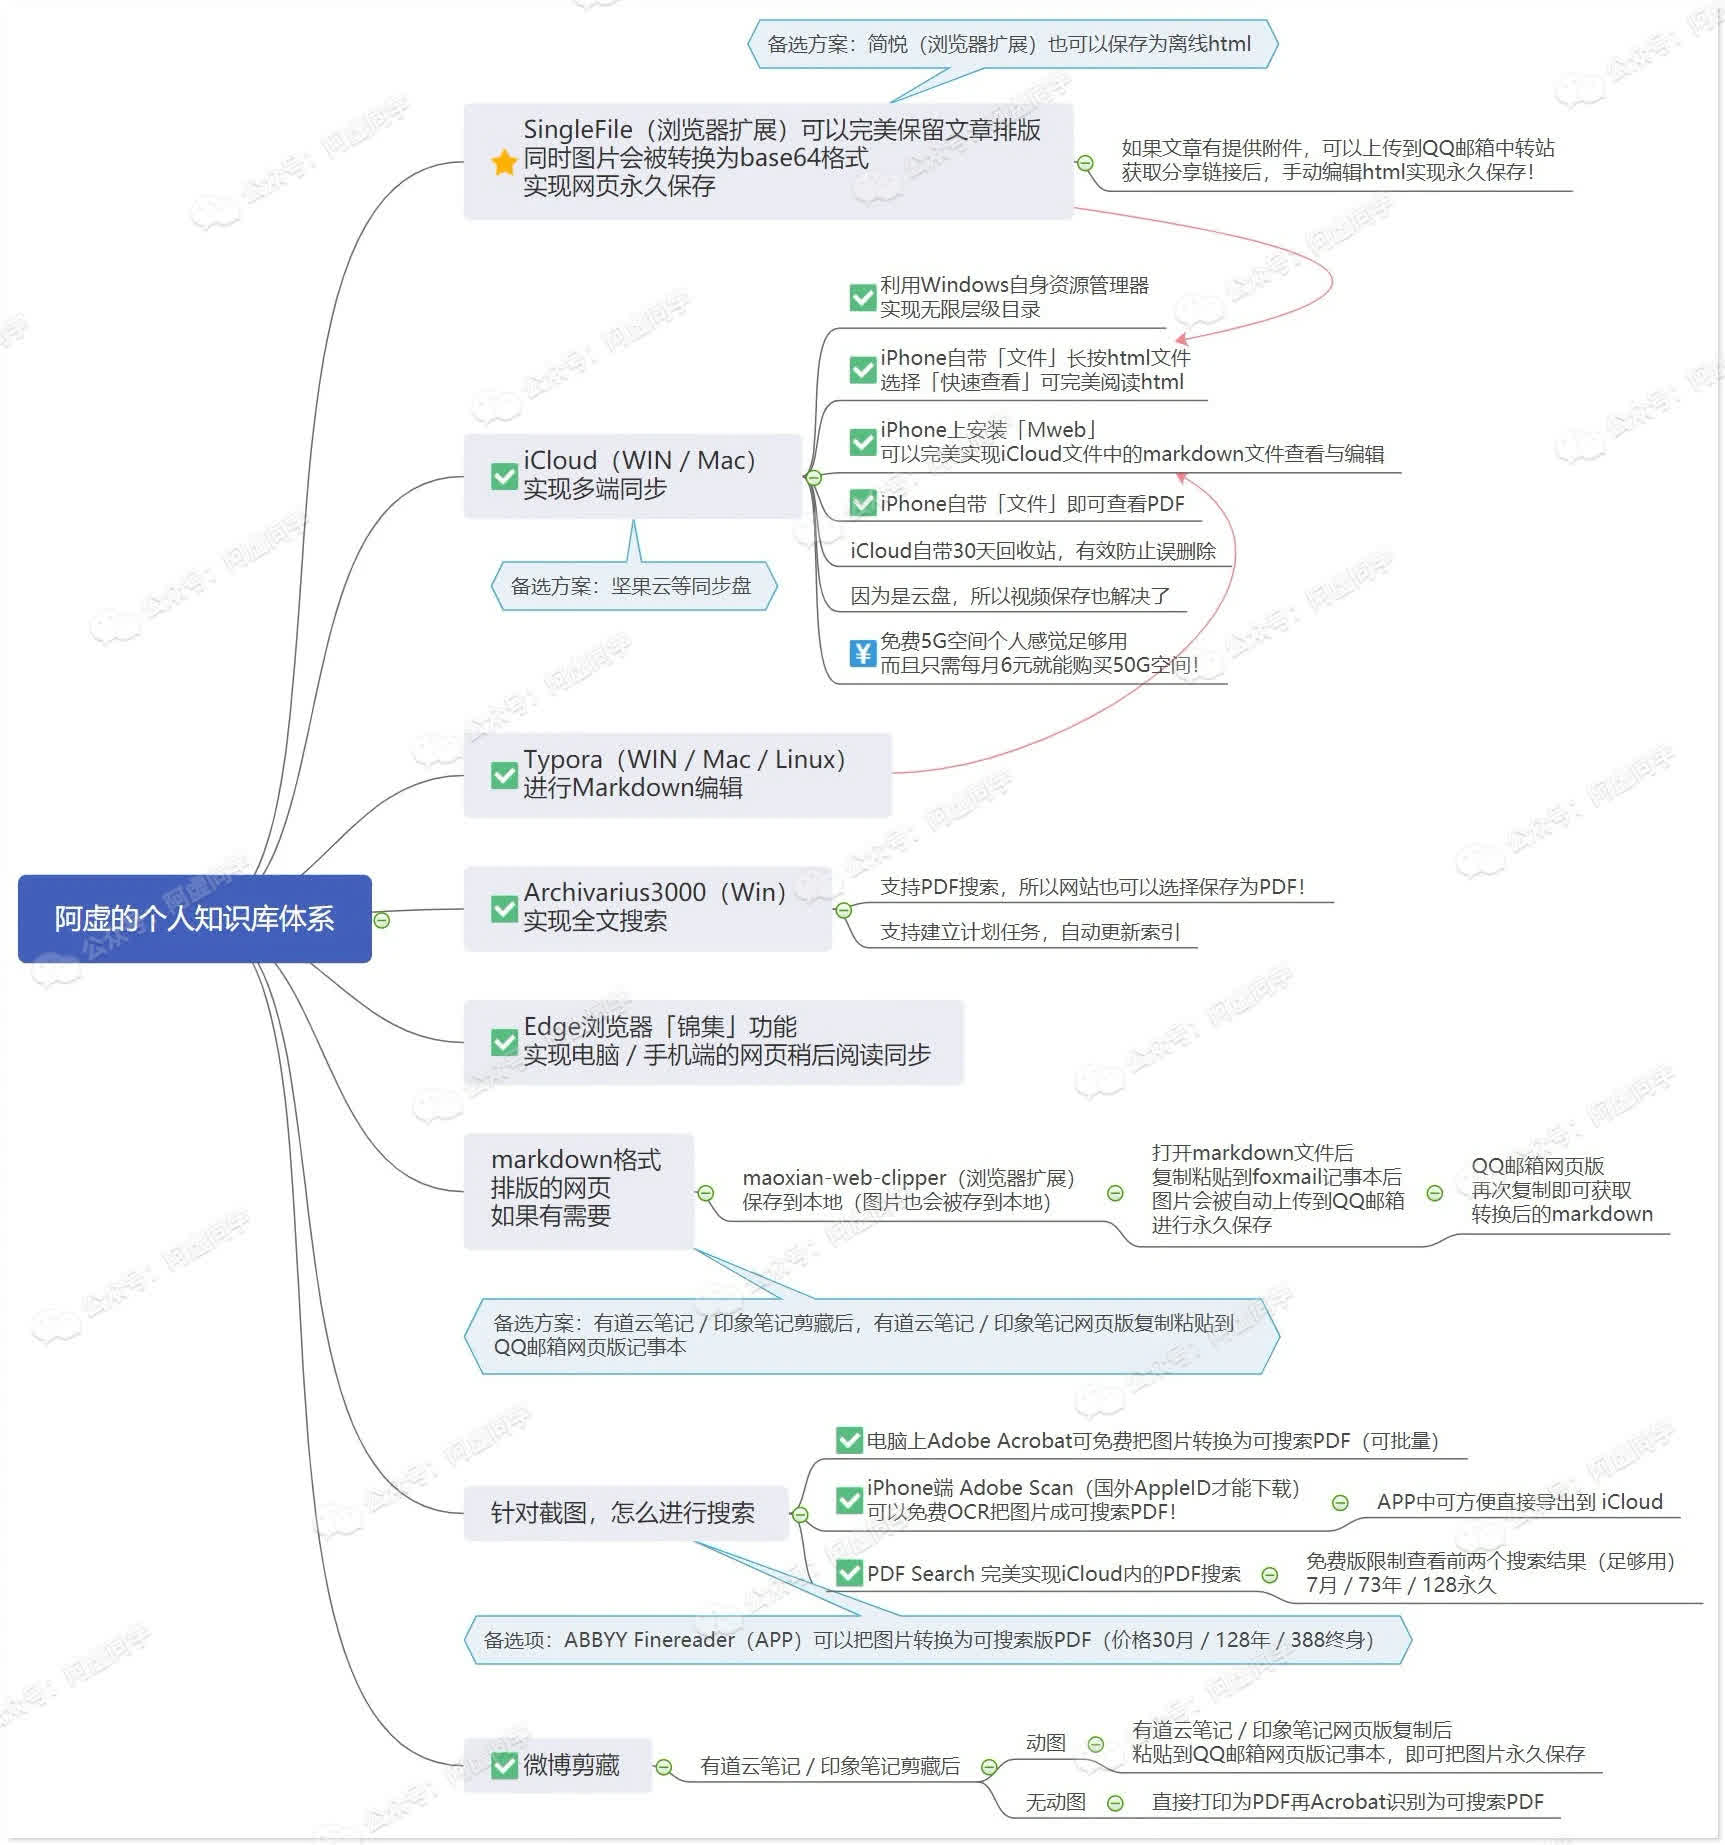 备选方案：简悦（浏览器扩展）也可以保存为离线html
SingleFile（浏览器扩展）可以完美保留文章排版
同时图片会被转换为base64格式
实现网页永久保存
如果文章有提供附件，可以上传到QQ邮箱中转站
获取分享链接后，手动编辑html实现永久保存！
利用Windows自身资源管理器
实现无限层级目录
iPhone自带「文件」长按html文件
选择「快速查看」可完美阅读html
iPhone上安装「Mweb」
可以完美实现iCloud文件中的markdown文件查看与编辑
iCloud（WIN / Mac）
实现多端同步
iPhone自带「文件」即可查看PDF
iCloud自带30天回收站，有效防止误删除
备选方案：坚果云等同步盘
因为是云盘，所以视频保存也解决了
¥
免费5G空间个人感觉足够用
而且只需每月6元就能购买50G空间！
Typora（WIN / Mac / Linux）
进行Markdown编辑
阿虚的个人知识库体系
Archivarius3000（Win）
实现全文搜索
支持PDF搜索，所以网站也可以选择保存为PDF！
支持建立计划任务，自动更新索引
Edge浏览器「锦集」功能
实现电脑 / 手机端的网页稍后阅读同步
markdown格式
排版的网页
如果有需要
maoxian-web-clipper（浏览器扩展）
保存到本地（图片也会被存到本地）
打开markdown文件后
复制粘贴到foxmail记事本后
图片会被自动上传到QQ邮箱
进行永久保存
QQ邮箱网页版
再次复制即可获取
转换后的markdown
备选方案：有道云笔记 / 印象笔记剪藏后，有道云笔记 / 印象笔记网页版复制粘贴到
QQ邮箱网页版记事本
针对截图，怎么进行搜索
电脑上Adobe Acrobat可免费把图片转换为可搜索PDF（可批量）
iPhone端 Adobe Scan（国外AppleID才能下载）
可以免费OCR把图片成可搜索PDF！
APP中可方便直接导出到 iCloud
PDF Search 完美实现iCloud内的PDF搜索
免费版限制查看前两个搜索结果（足够用）
7月 / 73年 / 128永久
备选项：ABBYY Finereader（APP）可以把图片转换为可搜索版PDF（价格30月 / 128年 / 388终身）
微博剪藏
有道云笔记 / 印象笔记剪藏后
动图
有道云笔记 / 印象笔记网页版复制后
粘贴到QQ邮箱网页版记事本，即可把图片永久保存
无动图
直接打印为PDF再Acrobat识别为可搜索PDF
公众号：阿虚同学